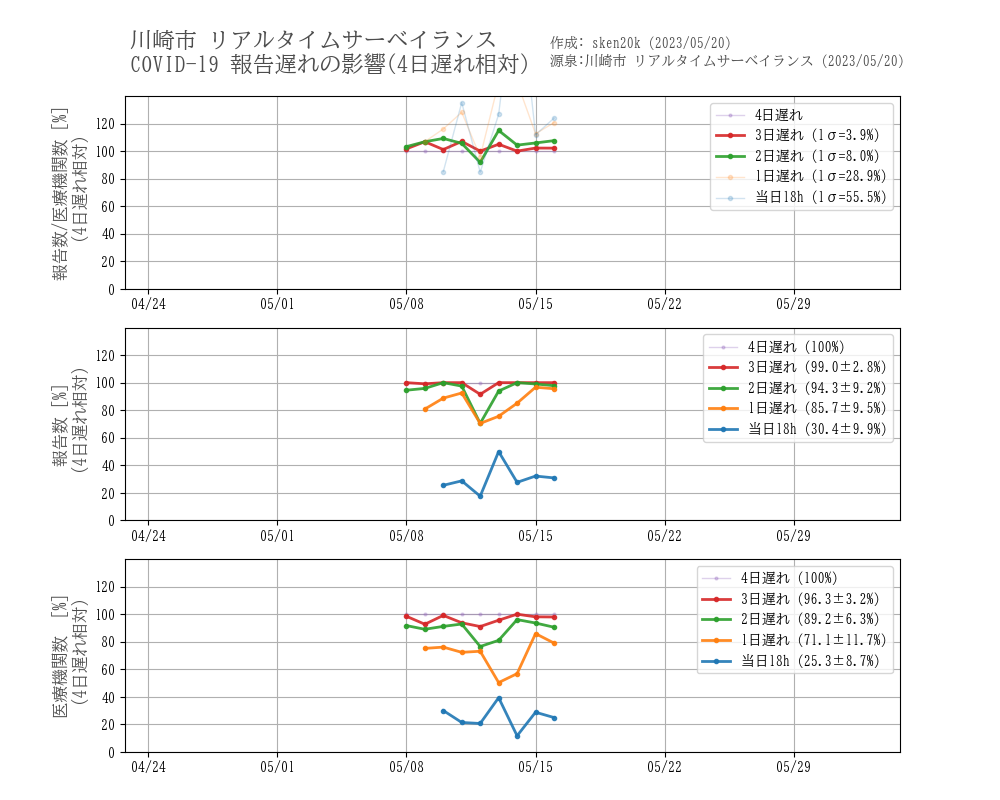 川崎市 リアルタイムサーベイランス
COVID-19 報告遅れの影響(4日遅れ相対)
作成: sken20k (2023/05/20)
源泉:川崎市 リアルタイムサーベイランス (2023/05/20)
報告数/医療機関数 [%]
(4日遅れ相対)
120
100
80
60
40
20
0
04/24 05/01 05/08 05/15 05/22 05/29
4日遅れ
3日遅れ (1σ=3.9%)
2日遅れ (1σ=8.0%)
1日遅れ (1σ=28.9%)
当日18h (1σ=55.5%)
報告数 [%]
(4日遅れ相対)
120
100
80
60
40
20
0
04/24 05/01 05/08 05/15 05/22 05/29
4日遅れ (100%)
3日遅れ (99.0±2.8%)
2日遅れ (94.3±9.2%)
1日遅れ (85.7±9.5%)
当日18h (30.4±9.9%)
医療機関数 [%]
(4日遅れ相対)
120
100
80
60
40
20
0
04/24 05/01 05/08 05/15 05/22 05/29
4日遅れ (100%)
3日遅れ (96.3±3.2%)
2日遅れ (89.2±6.3%)
1日遅れ (71.1±11.7%)
当日18h (25.3±8.7%)